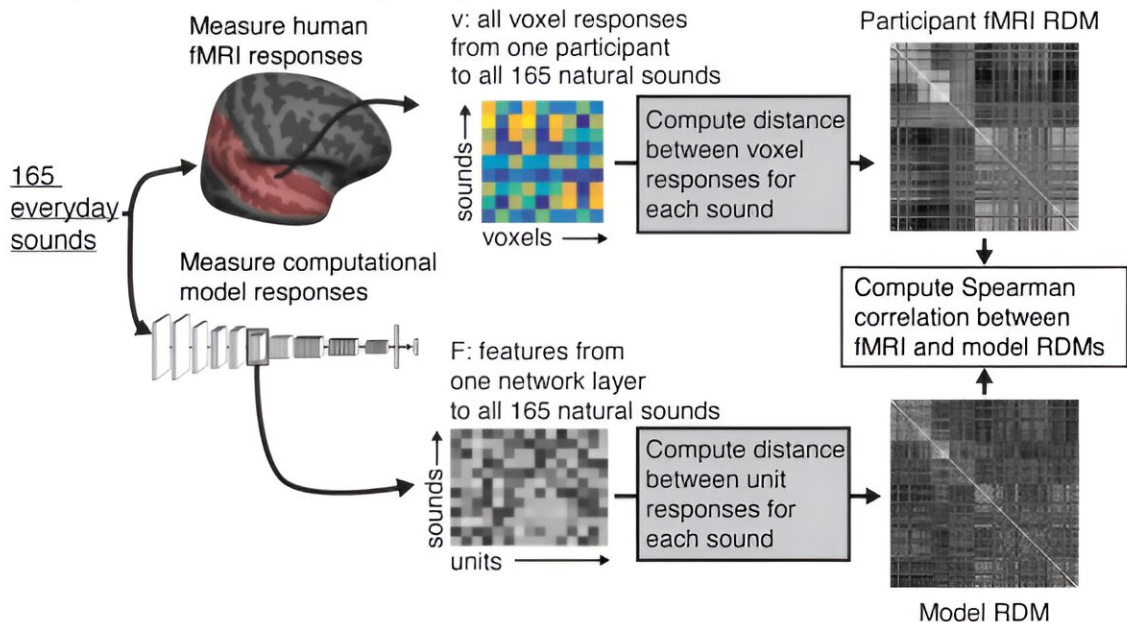 165
everyday
sounds
Measure human
fMRI responses
v: all voxel responses
from one participant
to all 165 natural sounds
sounds
voxels
Compute distance
between voxel
responses for
each sound
Participant fMRI RDM
Measure computational
model responses
F: features from
one network layer
to all 165 natural sounds
sounds
units
Compute distance
between unit
responses for
each sound
Compute Spearman
correlation between
fMRI and model RDMs
Model RDM